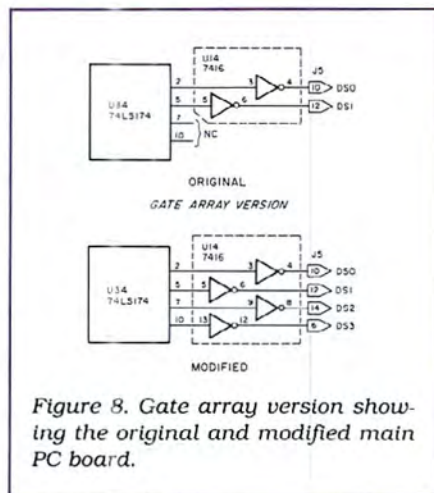 U14
7416
J5
U34
74LS174
2
3
4
10
DS0
5
5
6
12
DS1
7
10
NC
ORIGINAL
GATE ARRAY VERSION
U14
7416
J5
U34
74LS174
2
3
4
10
DS0
5
5
6
12
DS1
7
9
8
14
DS2
10
13
12
6
DS3
MODIFIED
Figure 8. Gate array version show-
ing the original and modified main
PC board.